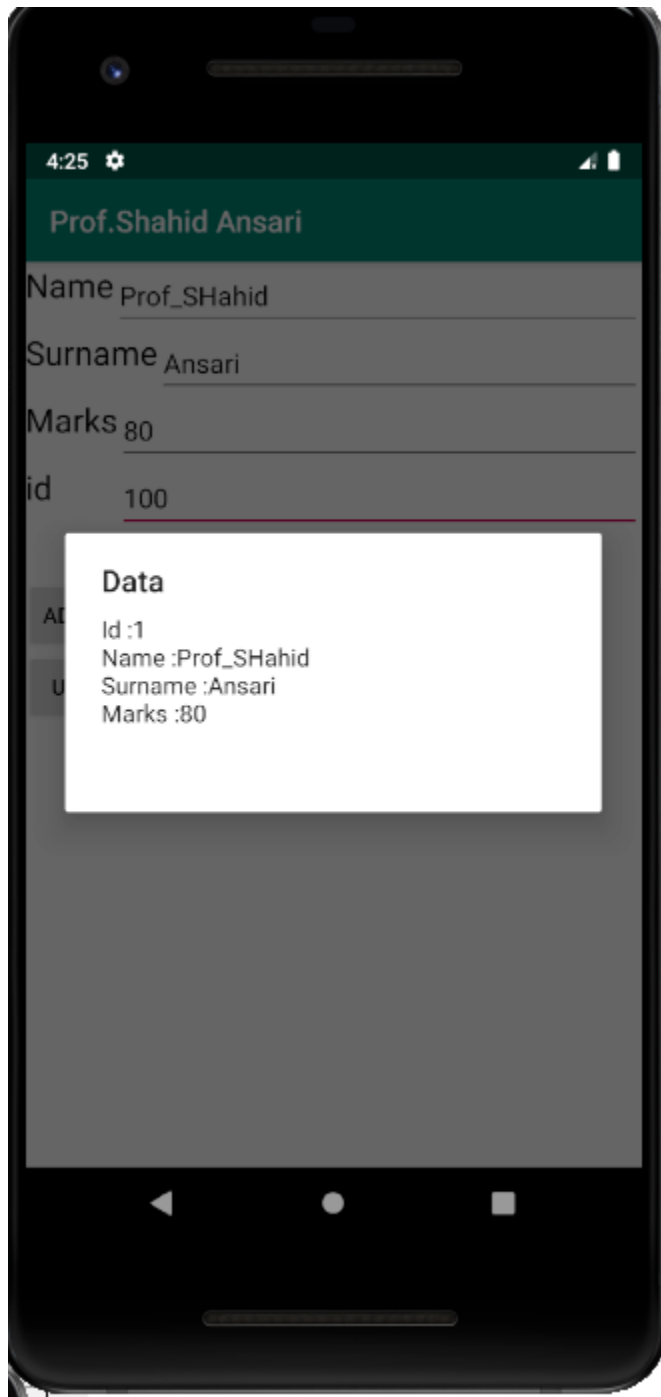 4:25
Prof.Shahid Ansari
Name Prof_SHahid
Surname Ansari
Marks 80
id 100
Data
Id :1
Name :Prof_SHahid
Surname :Ansari
Marks :80